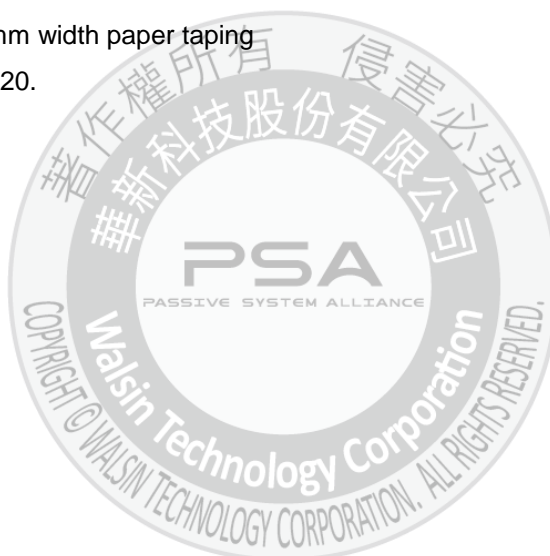 mm width paper taping
20.
著作權所有 侵害必究
華新科技股份有限公司
PSA
PASSIVE SYSTEM ALLIANCE
Walsin Technology Corporation
COPYRIGHT © WALSIN TECHNOLOGY CORPORATION. ALL RIGHTS RESERVED.